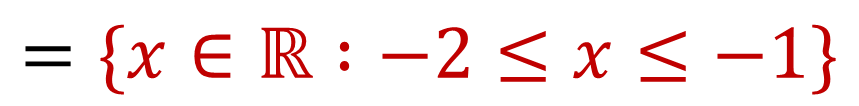 = {x ∈ ℝ : −2 ≤ x ≤ −1}